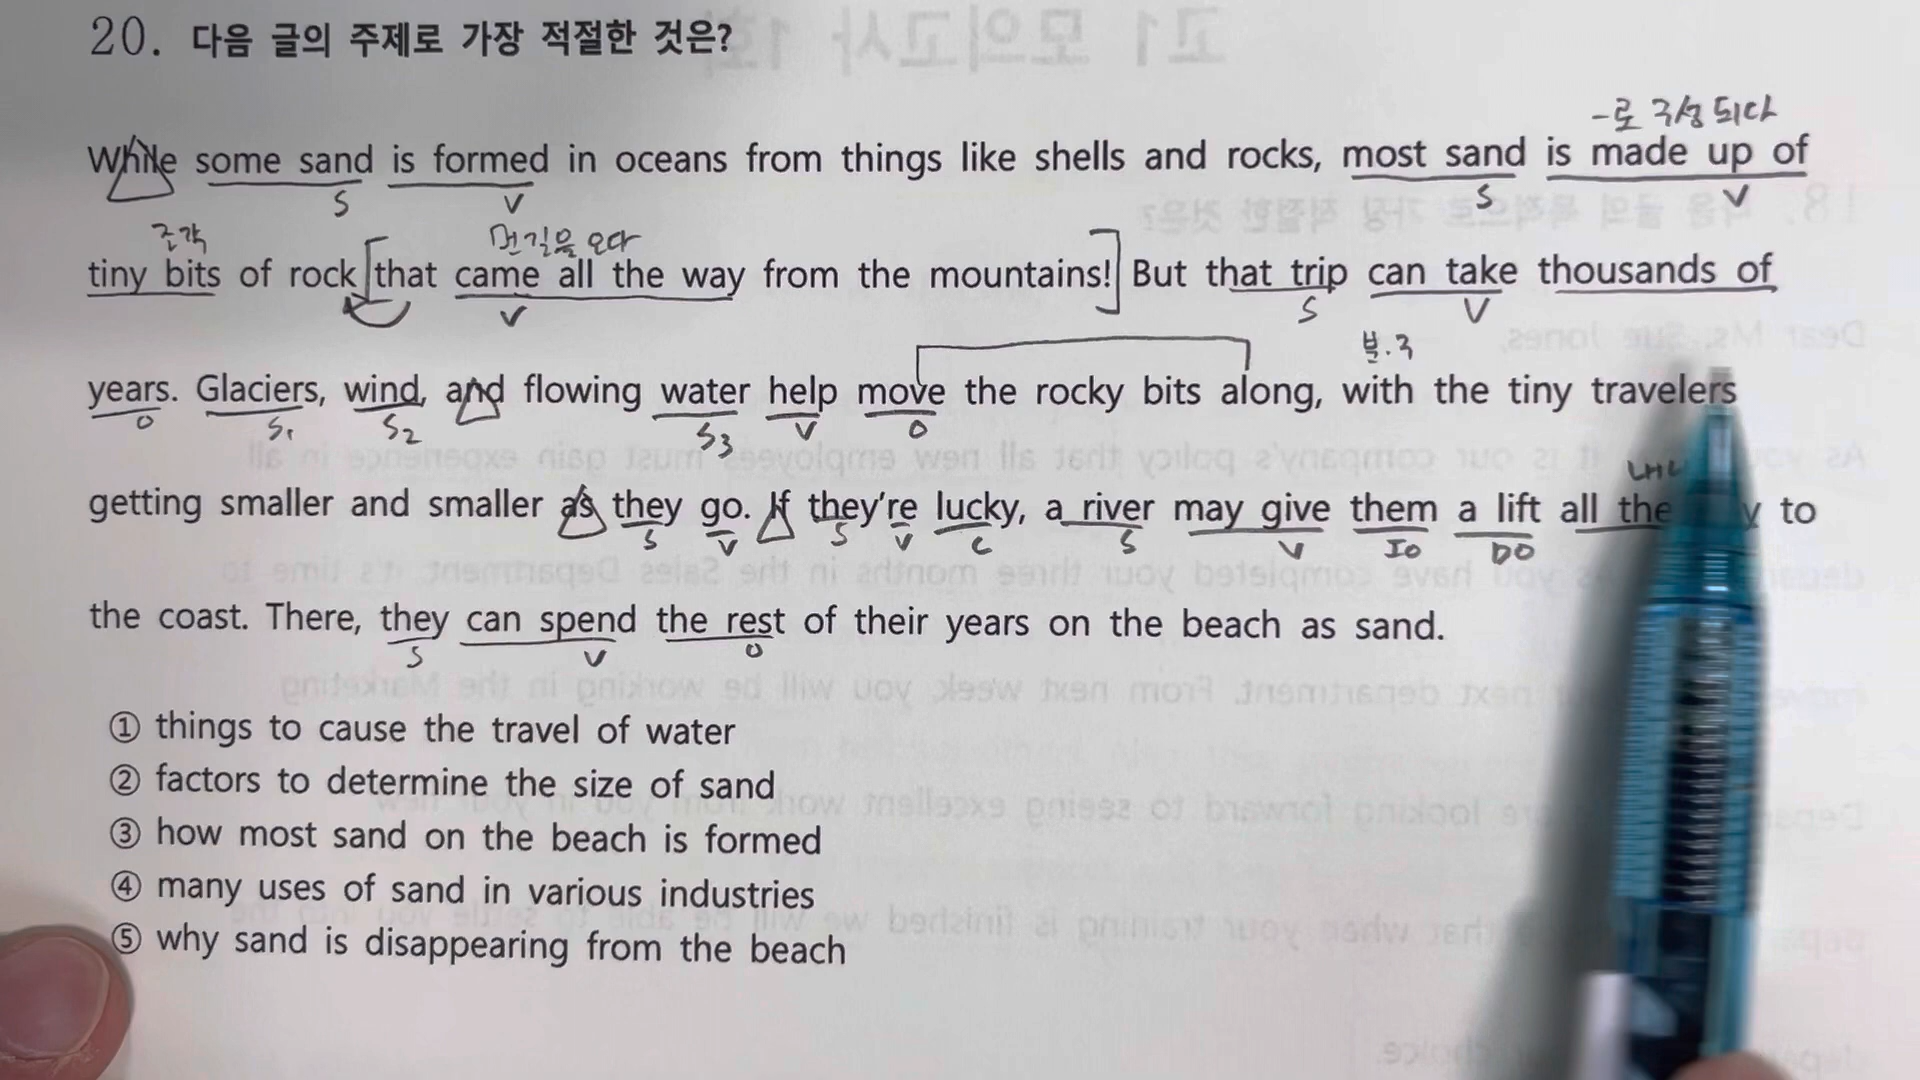 20. 다음 글의 주제로 가장 적절한 것은?
-로 구성 되다
While some sand is formed in oceans from things like shells and rocks, most sand is made up of
S V S V
조각 먼길을 오다
tiny bits of rock [that came all the way from the mountains!] But that trip can take thousands of
V S V
분.구
years. Glaciers, wind, and flowing water help move the rocky bits along, with the tiny travelers
O S1 S2 S3 V O
getting smaller and smaller as they go. If they're lucky, a river may give them a lift all the to
S V S V C S V IO DO
the coast. There, they can spend the rest of their years on the beach as sand.
S V O
① things to cause the travel of water
② factors to determine the size of sand
③ how most sand on the beach is formed
④ many uses of sand in various industries
⑤ why sand is disappearing from the beach